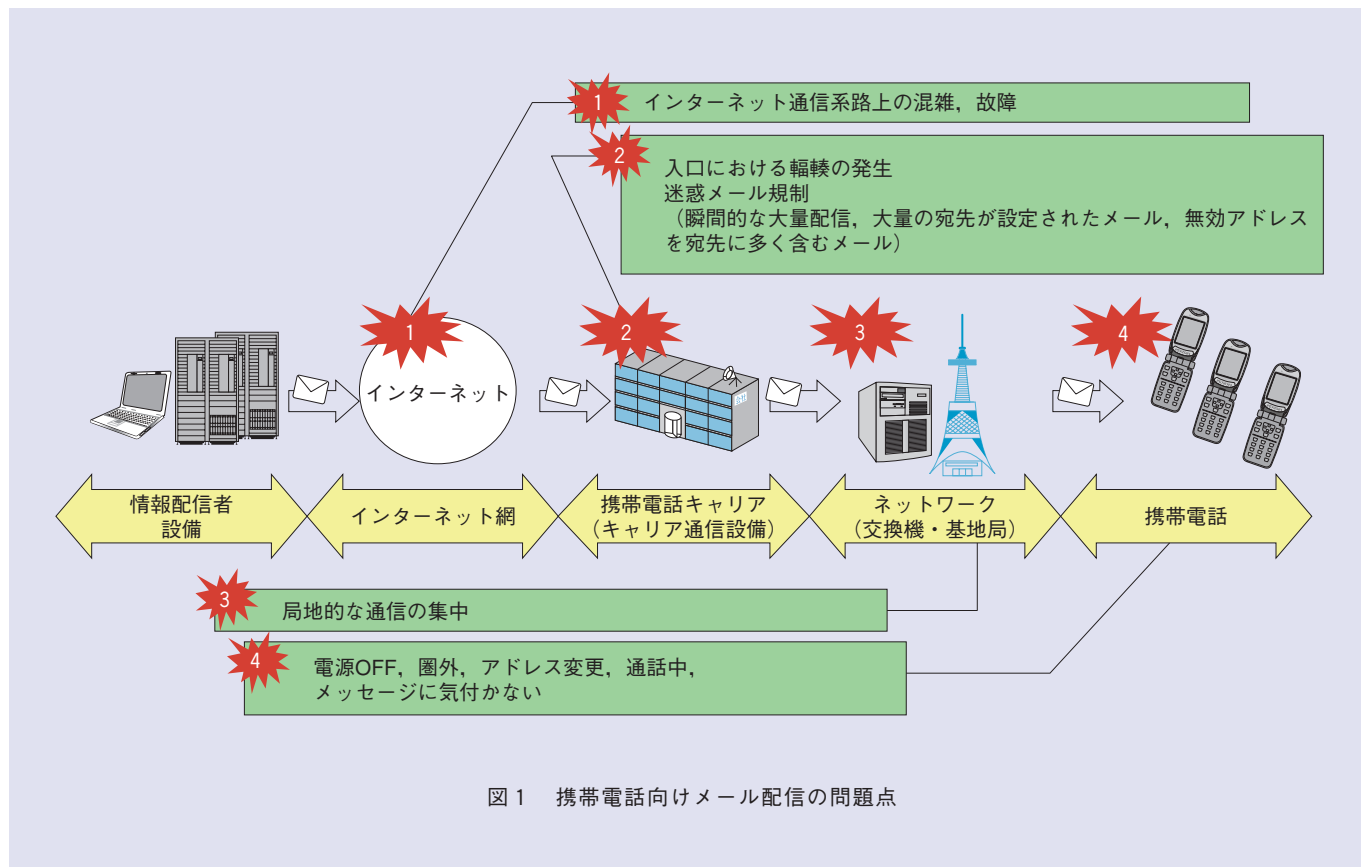 1 インターネット通信系路上の混雑，故障
2 入口における輻輳の発生
迷惑メール規制
（瞬間的な大量配信，大量の宛先が設定されたメール，無効アドレス
を宛先に多く含むメール）
1
2
3
4
インターネット
情報配信者
設備
インターネット網
携帯電話キャリア
（キャリア通信設備）
ネットワーク
（交換機・基地局）
携帯電話
3 局地的な通信の集中
4 電源OFF，圏外，アドレス変更，通話中，
メッセージに気付かない
図1 携帯電話向けメール配信の問題点